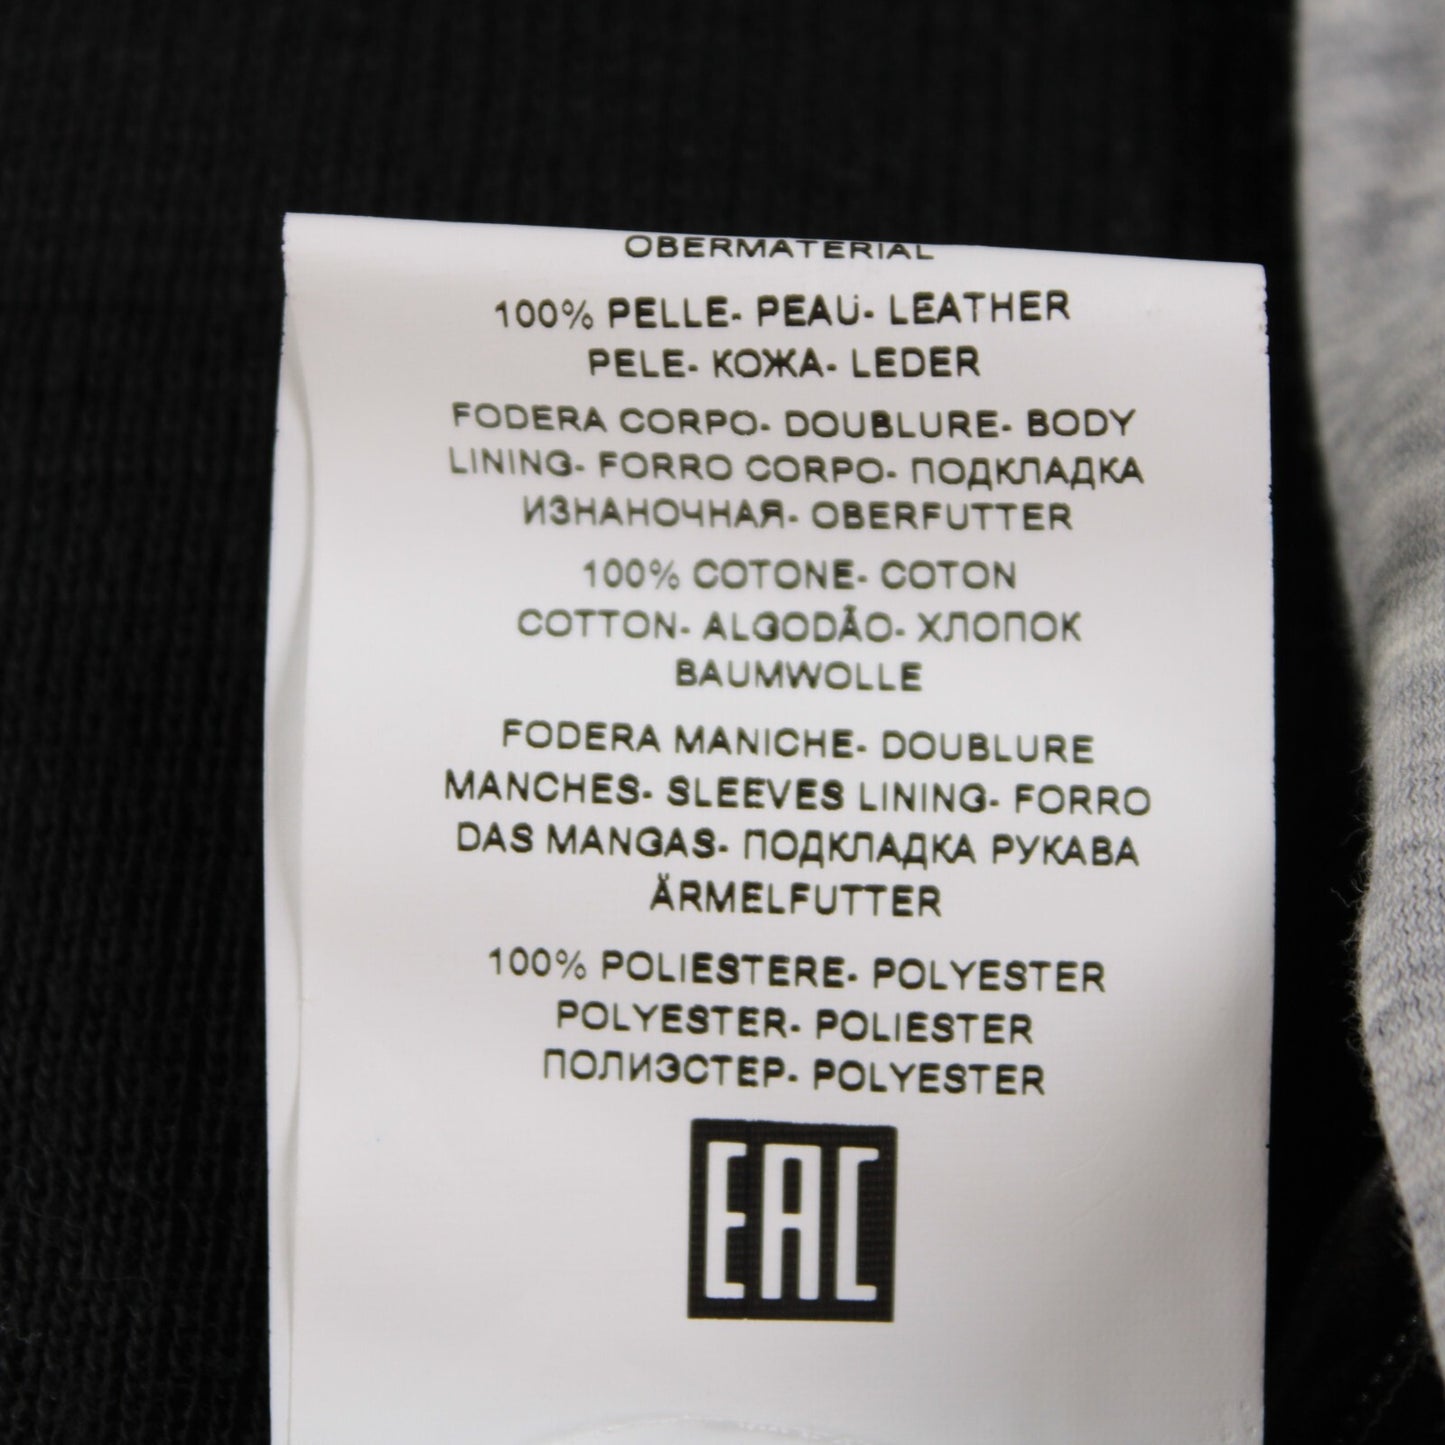 OBERMATERIAL
100% PELLE- PEAU- LEATHER
PELE- КОЖА- LEDER
FODERA CORPO- DOUBLURE- BODY
LINING- FORRO CORPO- ПОДКЛАДКА
ИЗНАНОЧНАЯ- OBERFUTTER
100% COTONE- COTON
COTTON- ALGODÃO- ХЛОПОК
BAUMWOLLE
FODERA MANICHE- DOUBLURE
MANCHES- SLEEVES LINING- FORRO
DAS MANGAS- ПОДКЛАДКА РУКАВА
ÄRMELFUTTER
100% POLIESTERE- POLYESTER
POLYESTER- POLIESTER
ПОЛИЭСТЕР- POLYESTER
EAC